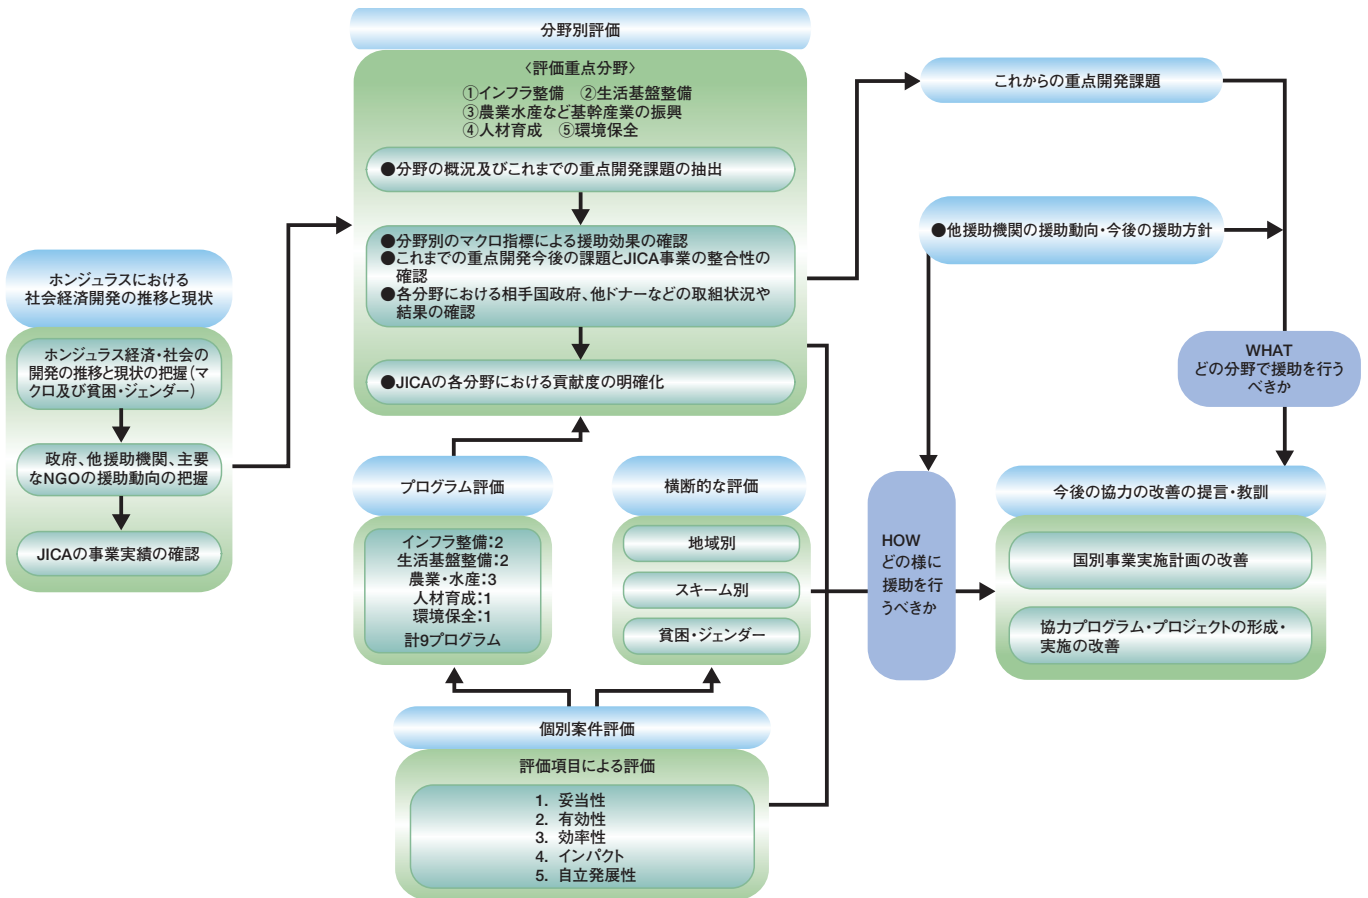 ホンジュラスにおける
社会経済開発の推移と現状
ホンジュラス経済・社会の
開発の推移と現状の把握(マ
クロ及び貧困・ジェンダー)
政府、他援助機関、主要
なNGOの援助動向の把握
JICAの事業実績の確認
分野別評価
〈評価重点分野〉
①インフラ整備 ②生活基盤整備
③農業水産など基幹産業の振興
④人材育成 ⑤環境保全
●分野の概況及びこれまでの重点開発課題の抽出
●分野別のマクロ指標による援助効果の確認
●これまでの重点開発今後の課題とJICA事業の整合性の
確認
●各分野における相手国政府、他ドナーなどの取組状況や
結果の確認
●JICAの各分野における貢献度の明確化
プログラム評価
インフラ整備:2
生活基盤整備:2
農業・水産:3
人材育成:1
環境保全:1
計9プログラム
横断的な評価
地域別
スキーム別
貧困・ジェンダー
個別案件評価
評価項目による評価
1. 妥当性
2. 有効性
3. 効率性
4. インパクト
5. 自立発展性
これからの重点開発課題
●他援助機関の援助動向・今後の援助方針
WHAT
どの分野で援助を行う
べきか
HOW
どの様に
援助を行
うべきか
今後の協力の改善の提言・教訓
国別事業実施計画の改善
協力プログラム・プロジェクトの形成・
実施の改善